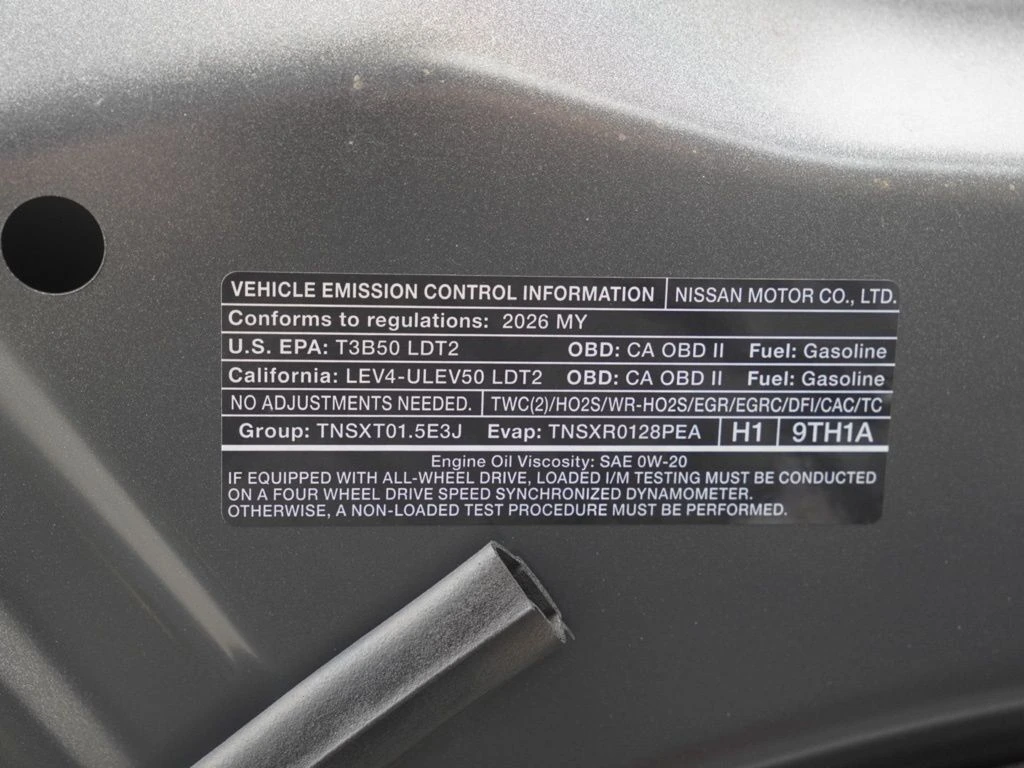 VEHICLE EMISSION CONTROL INFORMATION NISSAN MOTOR CO., LTD.
Conforms to regulations: 2026 MY
U.S. EPA: T3B50 LDT2 OBD: CA OBD II Fuel: Gasoline
California: LEV4-ULEV50 LDT2 OBD: CA OBD II Fuel: Gasoline
NO ADJUSTMENTS NEEDED. TWC(2)/HO2S/WR-HO2S/EGR/EGRC/DFI/CAC/TC
Group: TNSXT01.5E3J Evap: TNSXR0128PEA H1 9TH1A
Engine Oil Viscosity: SAE 0W-20
IF EQUIPPED WITH ALL-WHEEL DRIVE, LOADED I/M TESTING MUST BE CONDUCTED
ON A FOUR WHEEL DRIVE SPEED SYNCHRONIZED DYNAMOMETER.
OTHERWISE, A NON-LOADED TEST PROCEDURE MUST BE PERFORMED.